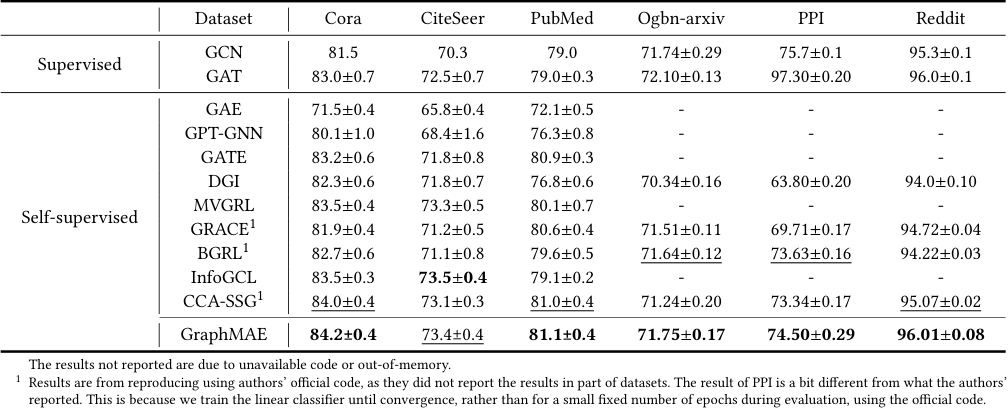 Dataset Cora CiteSeer PubMed Ogbn-arxiv PPI Reddit
Supervised
GCN 81.5 70.3 79.0 71.74±0.29 75.7±0.1 95.3±0.1
GAT 83.0±0.7 72.5±0.7 79.0±0.3 72.10±0.13 97.30±0.20 96.0±0.1
Self-supervised
GAE 71.5±0.4 65.8±0.4 72.1±0.5 - - -
GPT-GNN 80.1±1.0 68.4±1.6 76.3±0.8 - - -
GATE 83.2±0.6 71.8±0.8 80.9±0.3 - - -
DGI 82.3±0.6 71.8±0.7 76.8±0.6 70.34±0.16 63.80±0.20 94.0±0.10
MVGRL 83.5±0.4 73.3±0.5 80.1±0.7 - - -
GRACE¹ 81.9±0.4 71.2±0.5 80.6±0.4 71.51±0.11 69.71±0.17 94.72±0.04
BGRL¹ 82.7±0.6 71.1±0.8 79.6±0.5 71.64±0.12 73.63±0.16 94.22±0.03
InfoGCL 83.5±0.3 73.5±0.4 79.1±0.2 - - -
CCA-SSG¹ 84.0±0.4 73.1±0.3 81.0±0.4 71.24±0.20 73.34±0.17 95.07±0.02
GraphMAE 84.2±0.4 73.4±0.4 81.1±0.4 71.75±0.17 74.50±0.29 96.01±0.08
The results not reported are due to unavailable code or out-of-memory.
¹ Results are from reproducing using authors' official code, as they did not report the results in part of datasets. The result of PPI is a bit different from what the authors'
reported. This is because we train the linear classifier until convergence, rather than for a small fixed number of epochs during evaluation, using the official code.